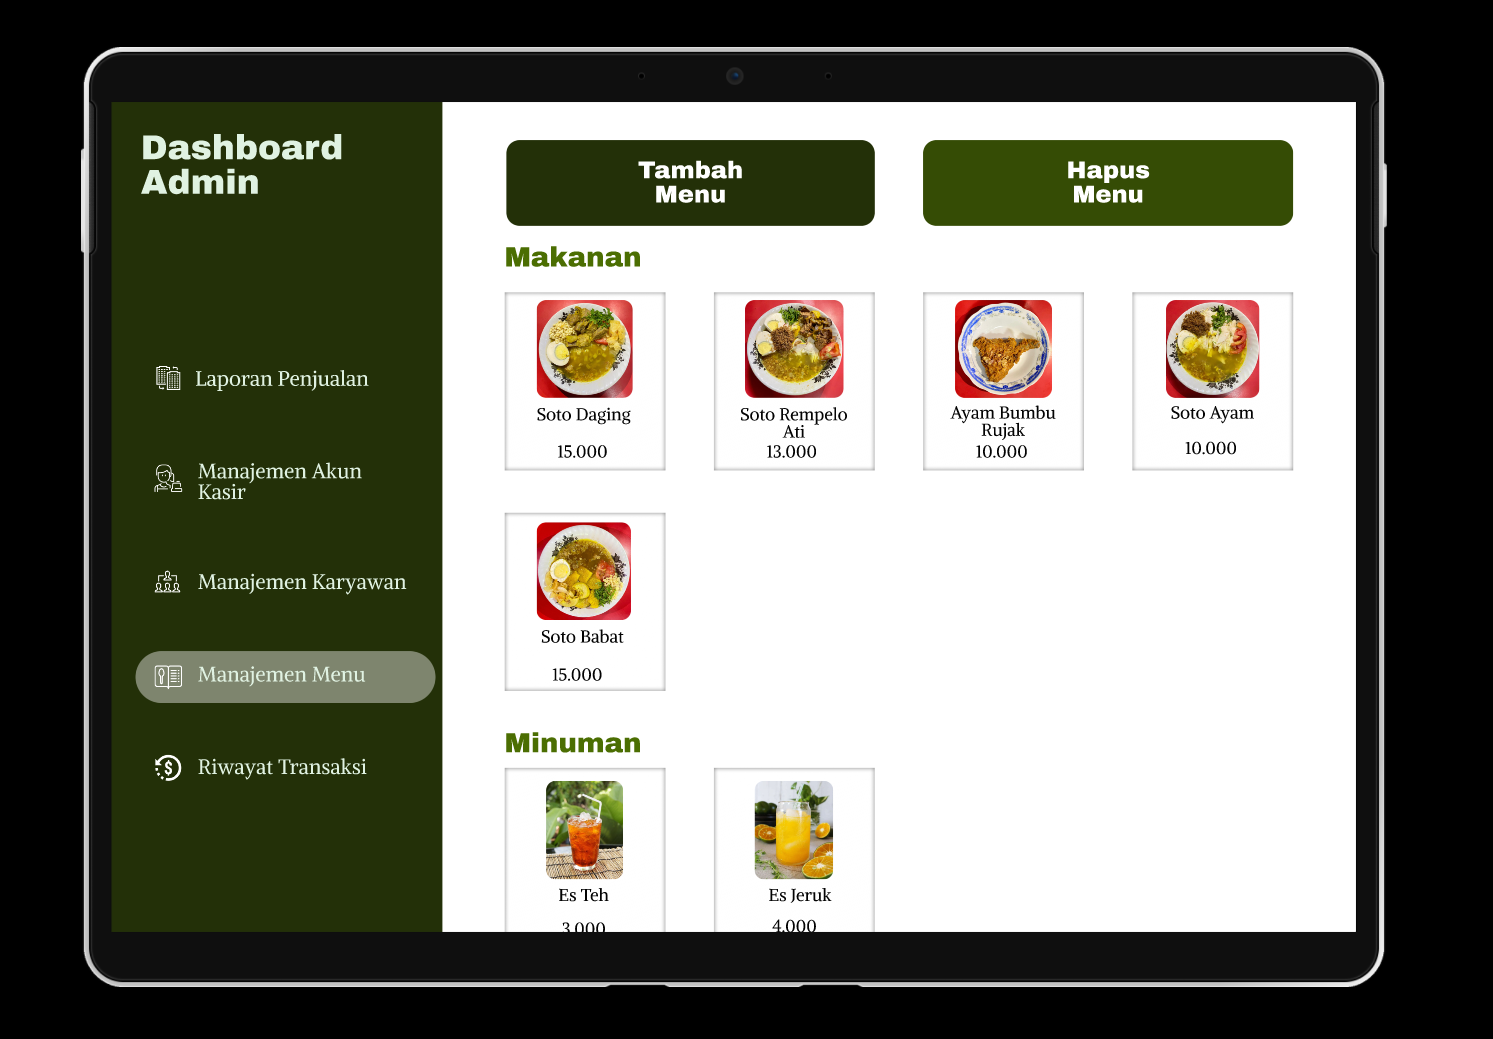 Dashboard
Admin
Laporan Penjualan
Manajemen Akun
Kasir
Manajemen Karyawan
Manajemen Menu
Riwayat Transaksi
Tambah
Menu
Hapus
Menu
Makanan
Soto Daging
15.000
Soto Rempelo
Ati
13.000
Ayam Bumbu
Rujak
10.000
Soto Ayam
10.000
Soto Babat
15.000
Minuman
Es Teh
3.000
Es Jeruk
4.000